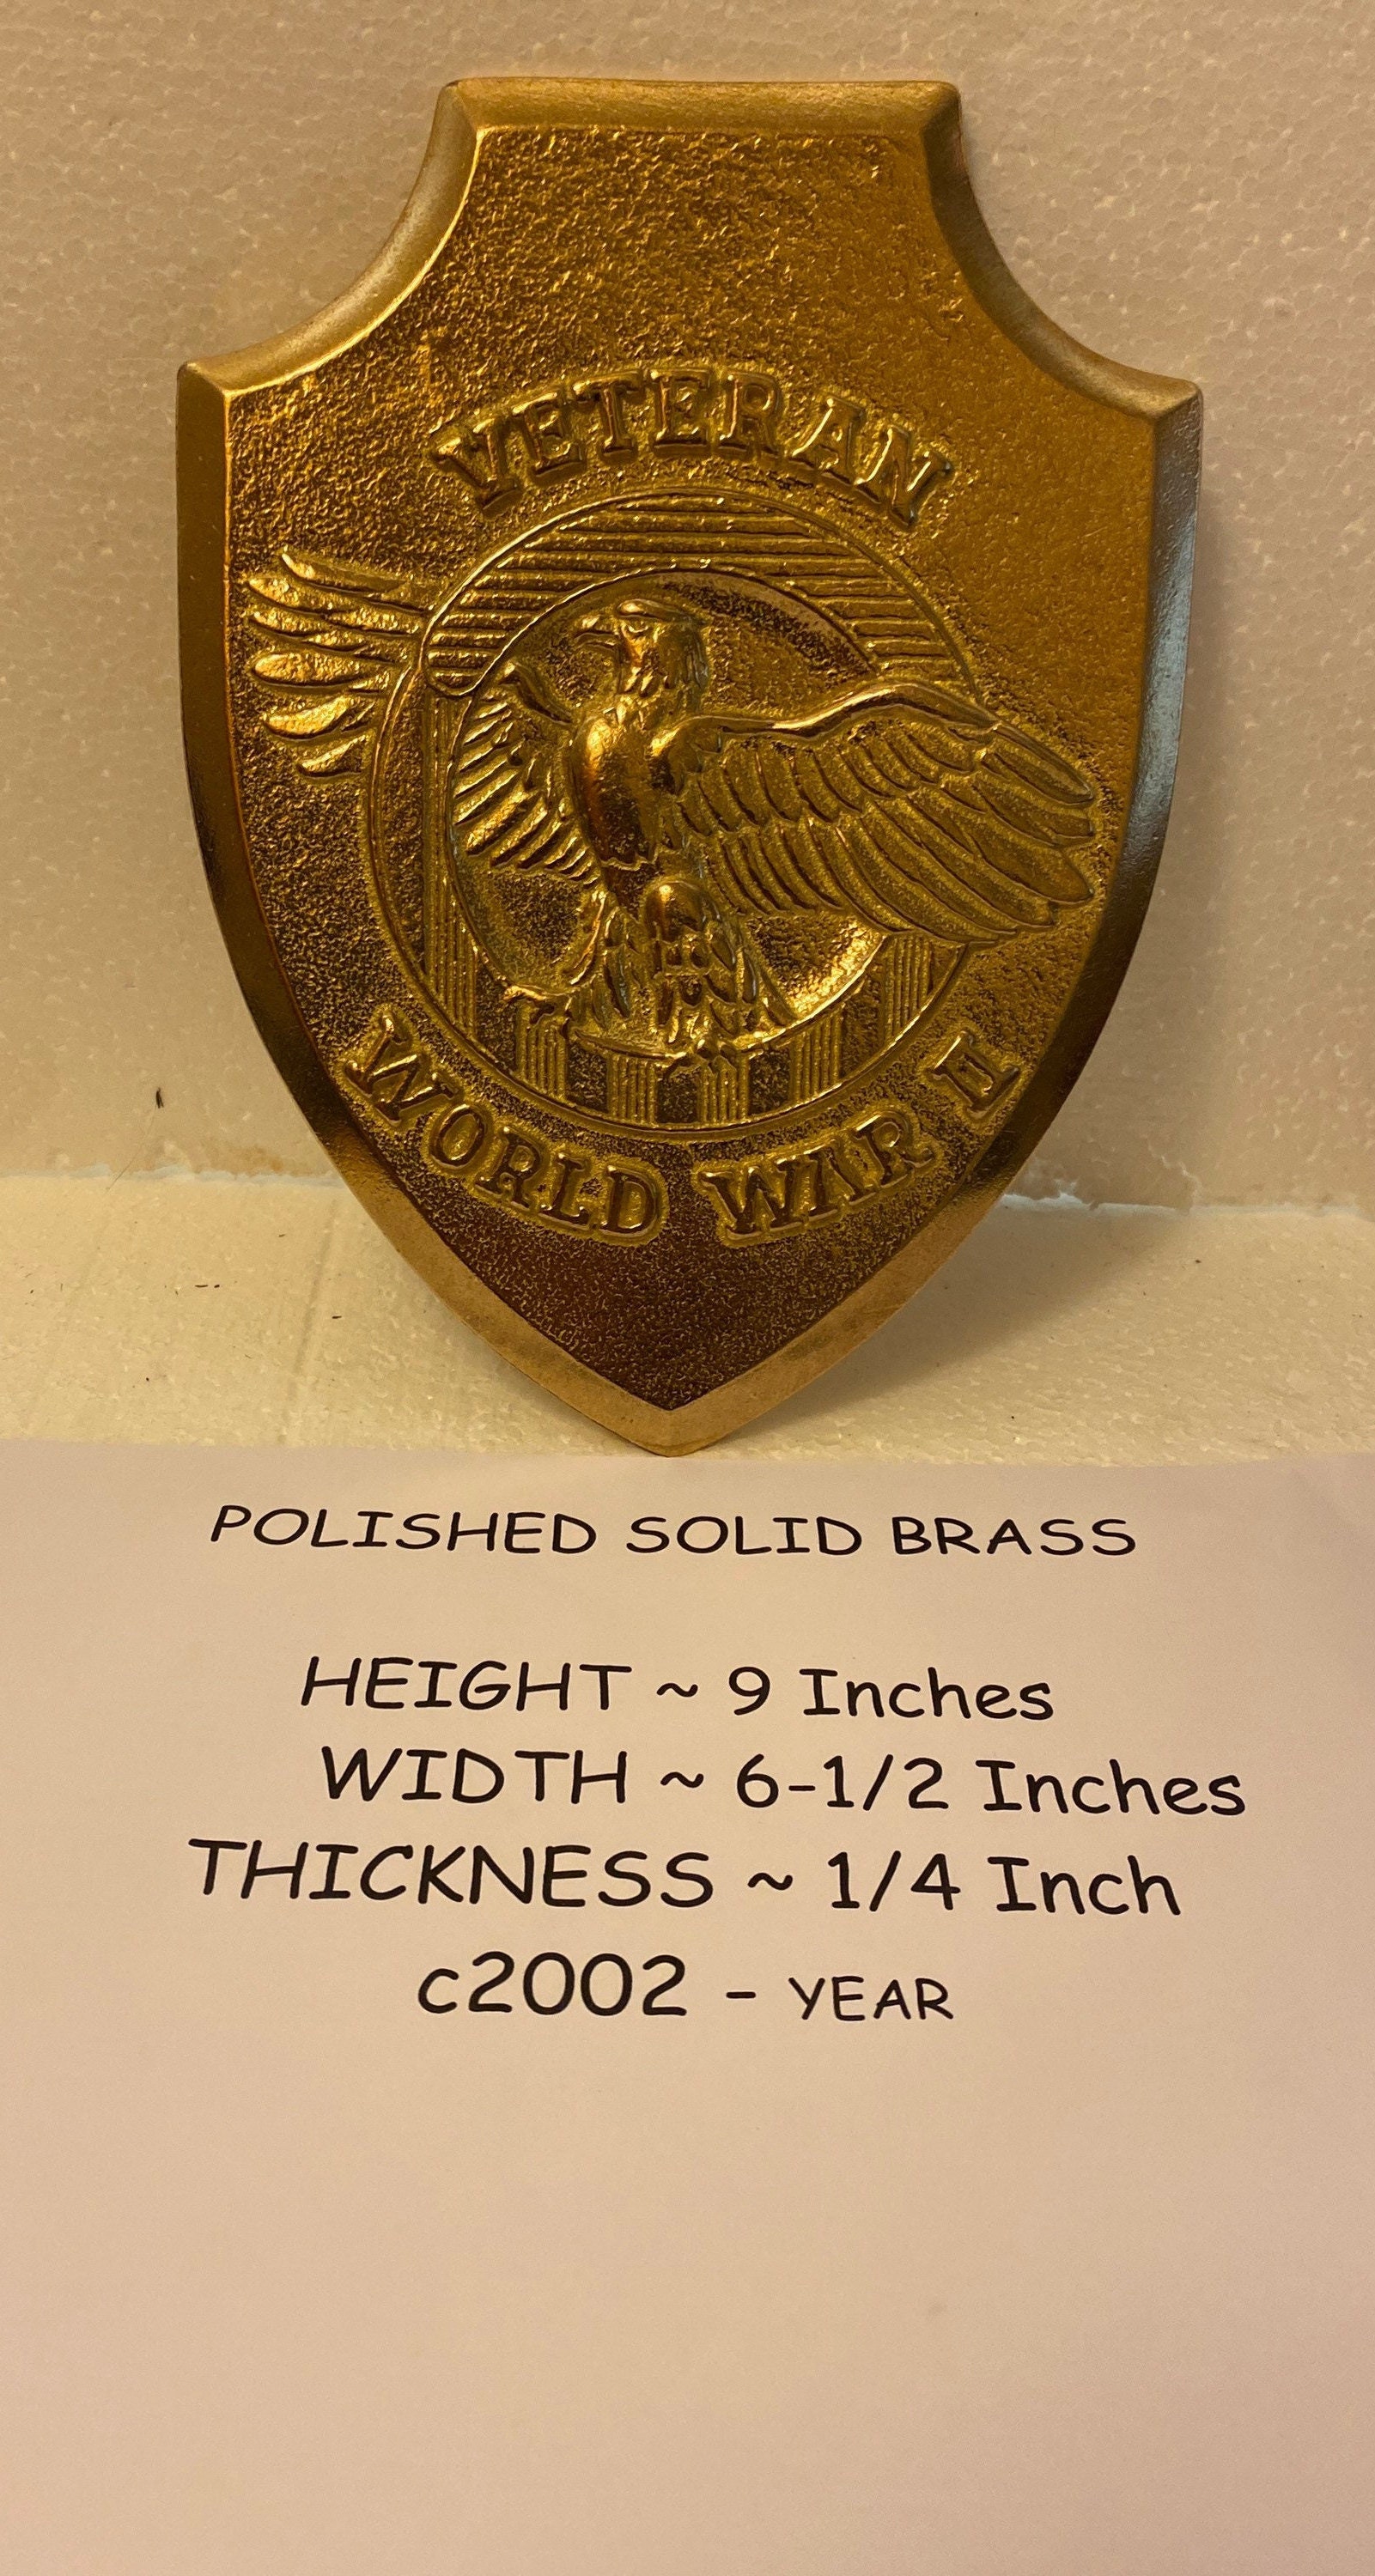 VETERAN
WORLD WAR II
POLISHED SOLID BRASS
HEIGHT ~ 9 Inches
WIDTH ~ 6-1/2 Inches
THICKNESS ~ 1/4 Inch
c2002 - YEAR